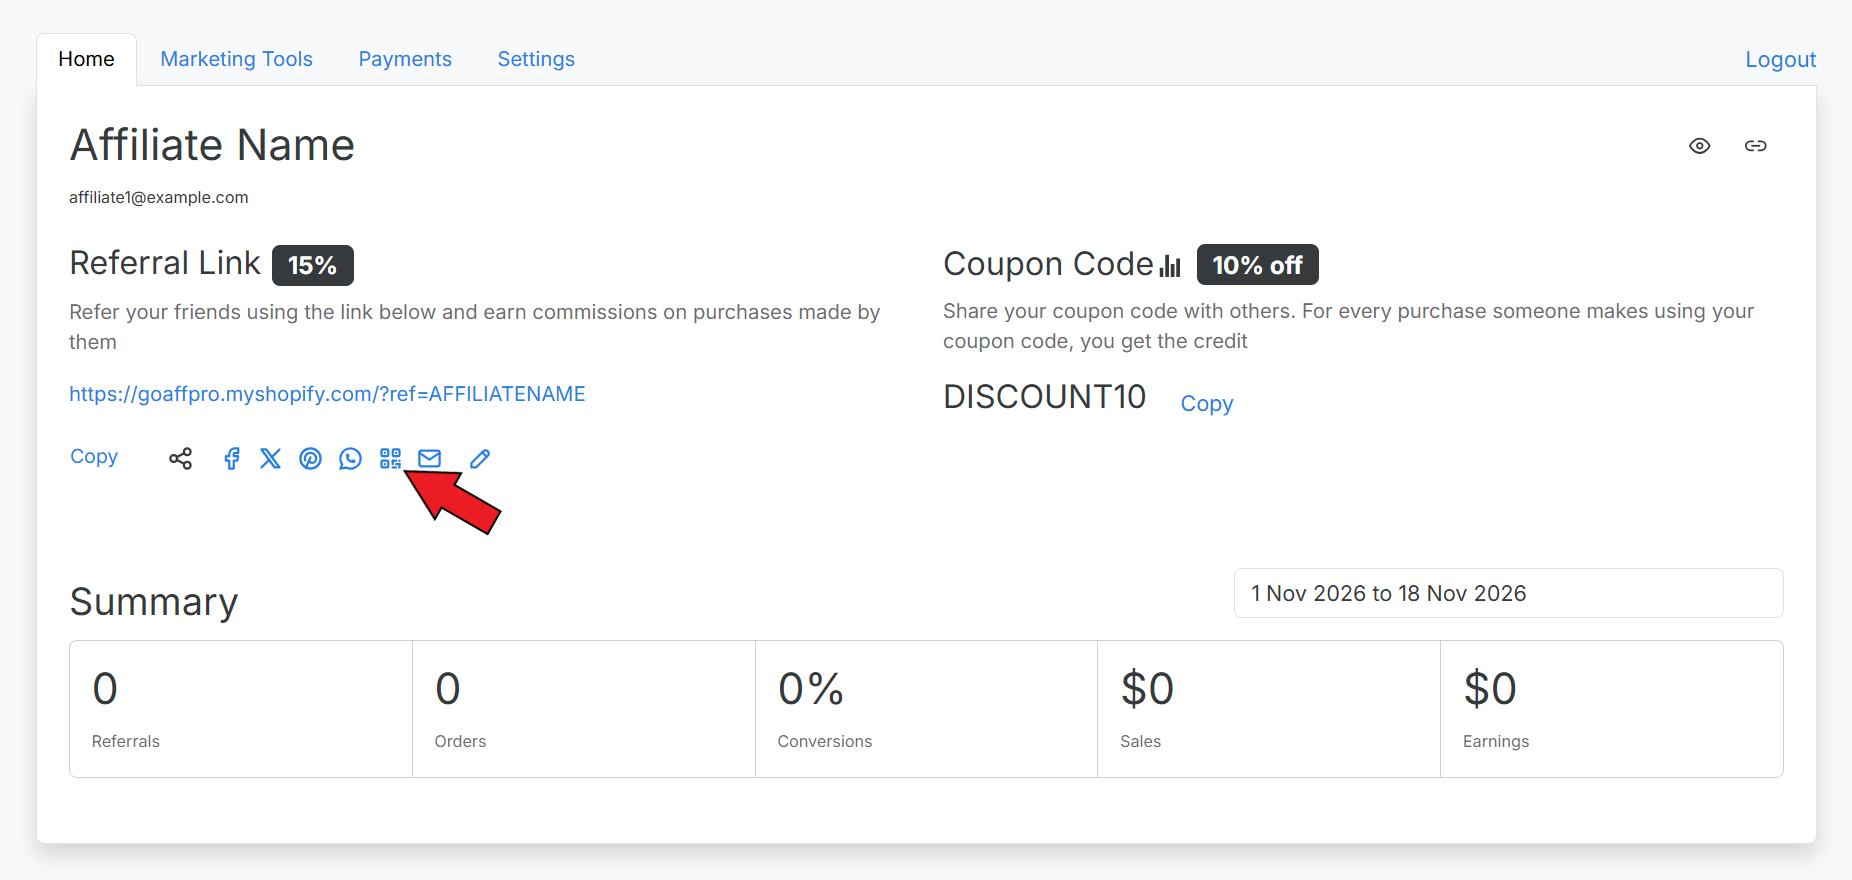 Home
Marketing Tools
Payments
Settings
Logout
Affiliate Name
affiliate1@example.com
Referral Link 15%
Refer your friends using the link below and earn commissions on purchases made by
them
https://goaffpro.myshopify.com/?ref=AFFILIATENAME
Copy
Coupon Code 10% off
Share your coupon code with others. For every purchase someone makes using your
coupon code, you get the credit
DISCOUNT10 Copy
Summary
1 Nov 2026 to 18 Nov 2026
0
Referrals
0
Orders
0%
Conversions
$0
Sales
$0
Earnings